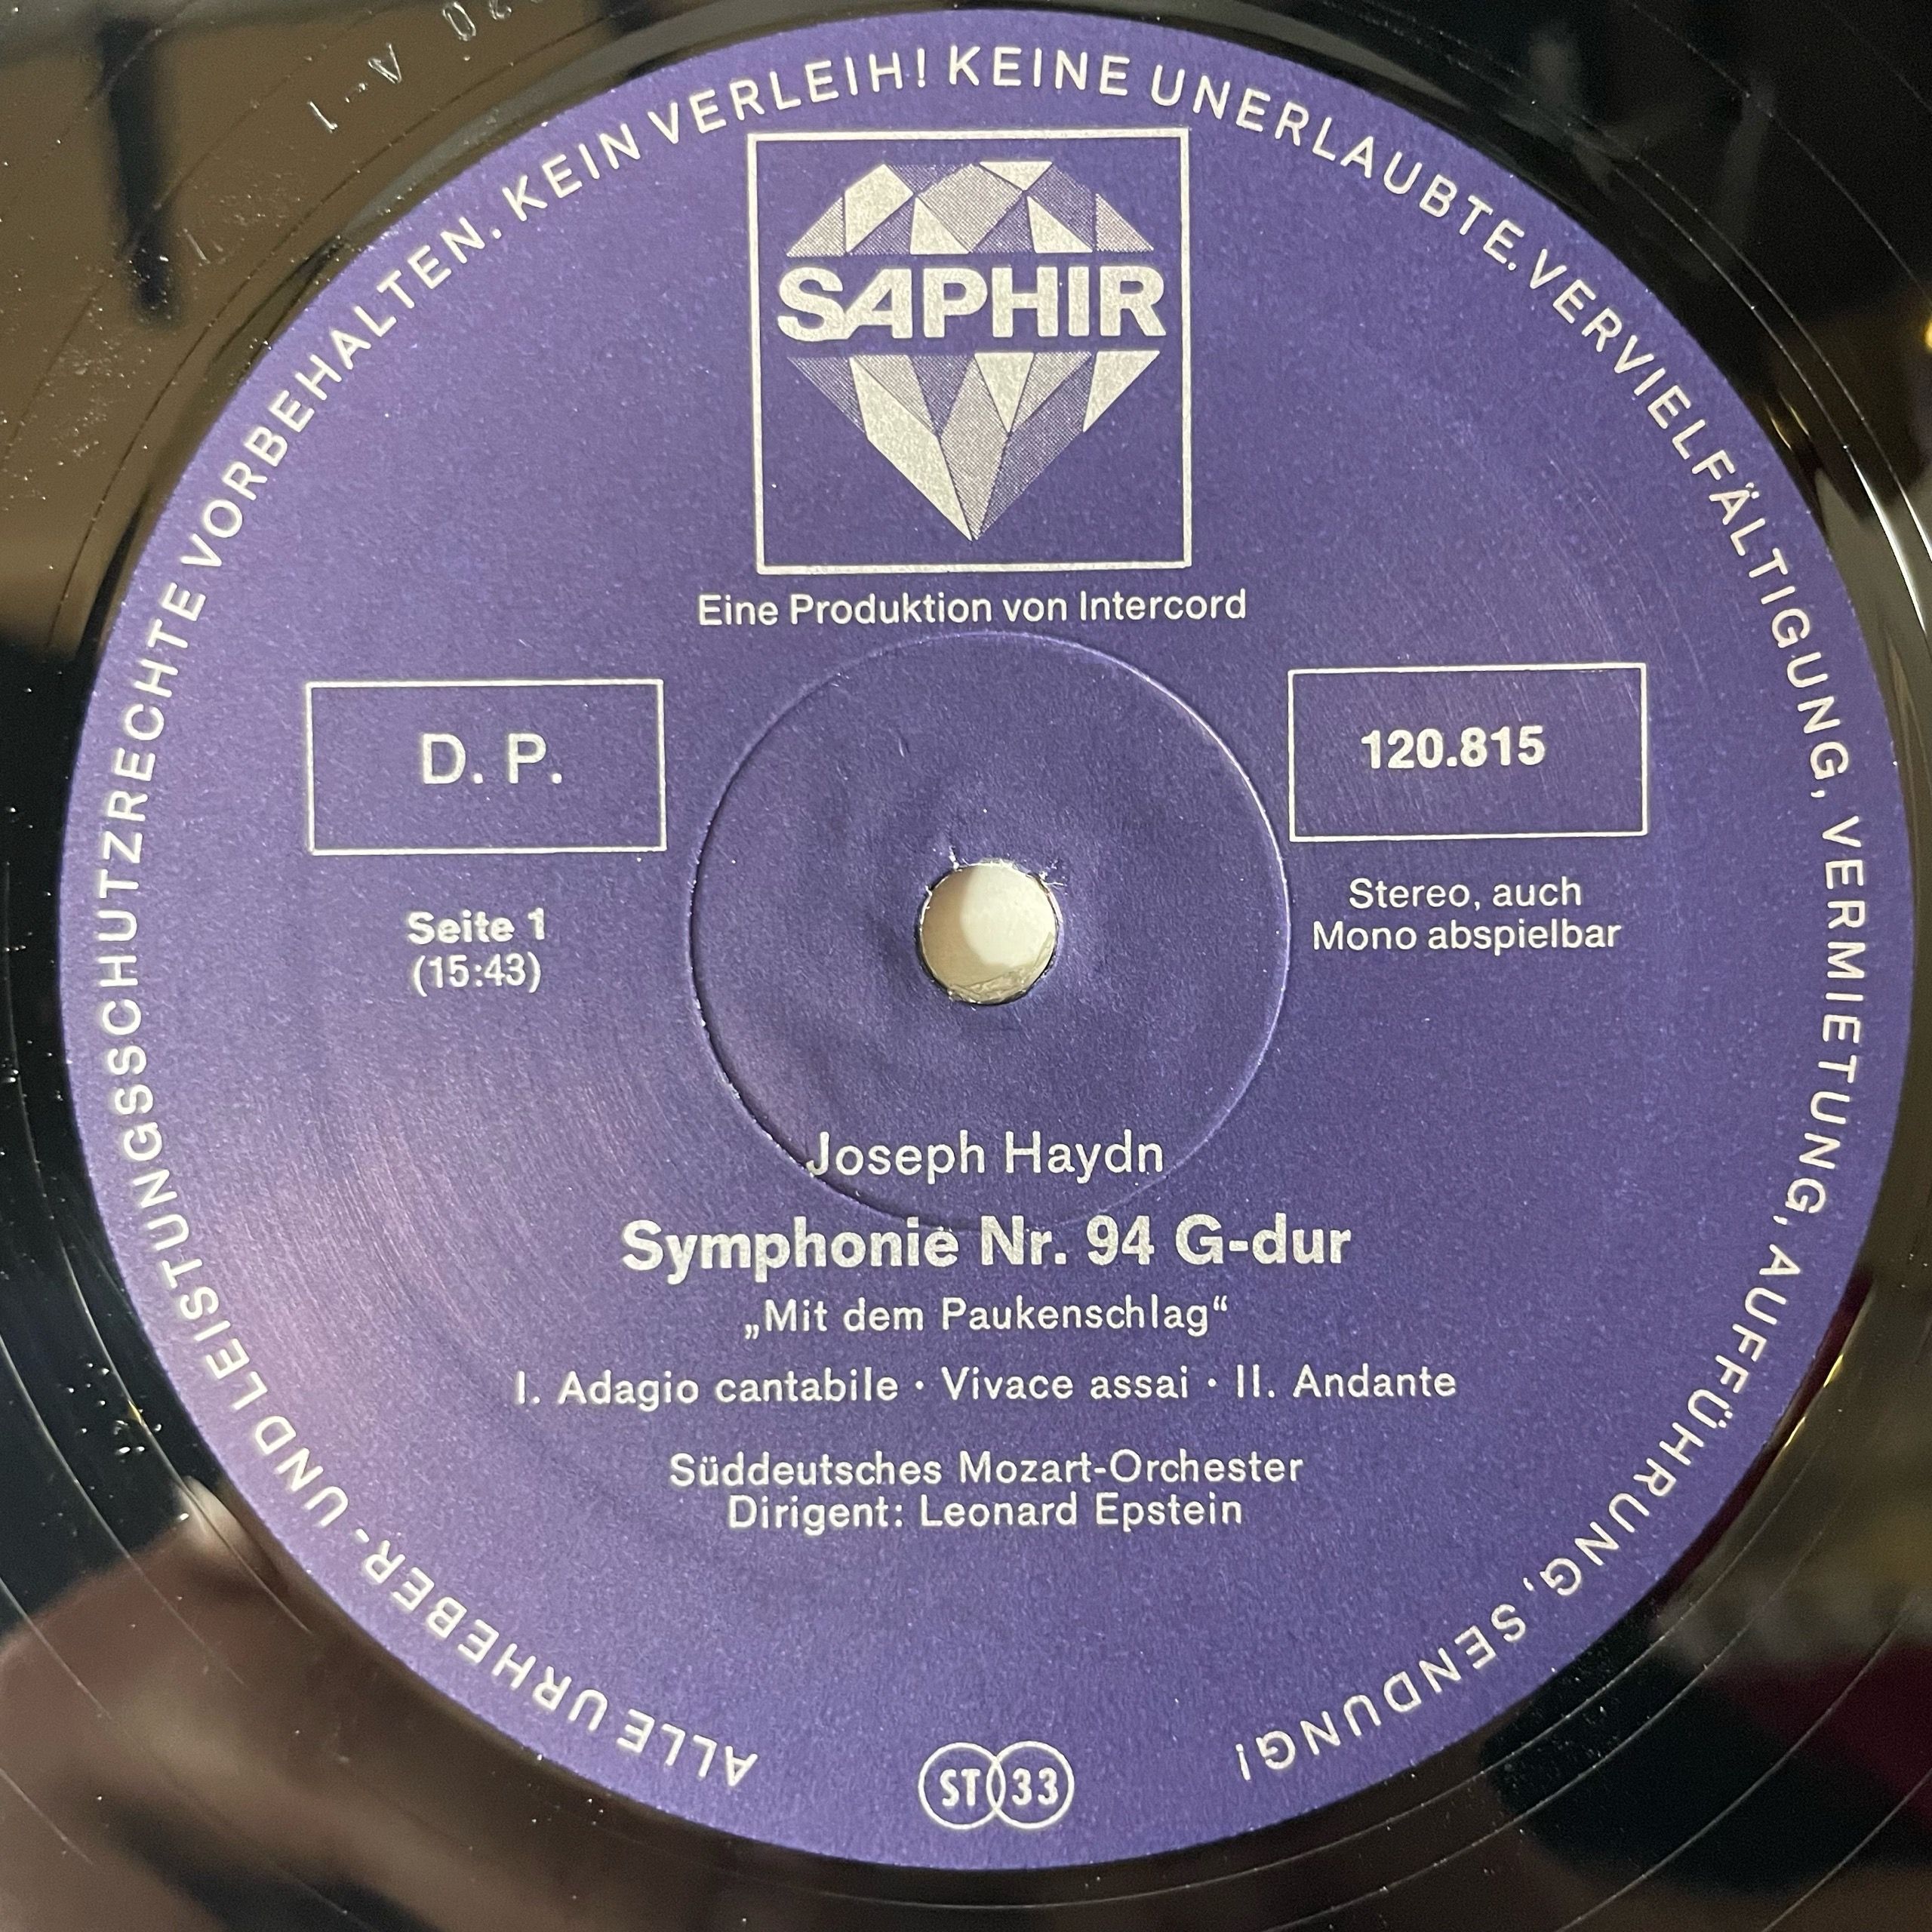 ALLE URHEBER- UND LEISTUNGSSCHUTZRECHTE VORBEHALTEN. KEIN VERLEIH! KEINE UNERLAUBTE. VERVIELFÄLTIGUNG, VERMIETUNG, AUFFÜHRUNG, SENDUNG!
SAPHIR
Eine Produktion von Intercord
D. P.
120.815
Seite 1
(15:43)
Stereo, auch
Mono abspielbar
Joseph Haydn
Symphonie Nr. 94 G-dur
„Mit dem Paukenschlag“
I. Adagio cantabile · Vivace assai · II. Andante
Süddeutsches Mozart-Orchester
Dirigent: Leonard Epstein
ST 33